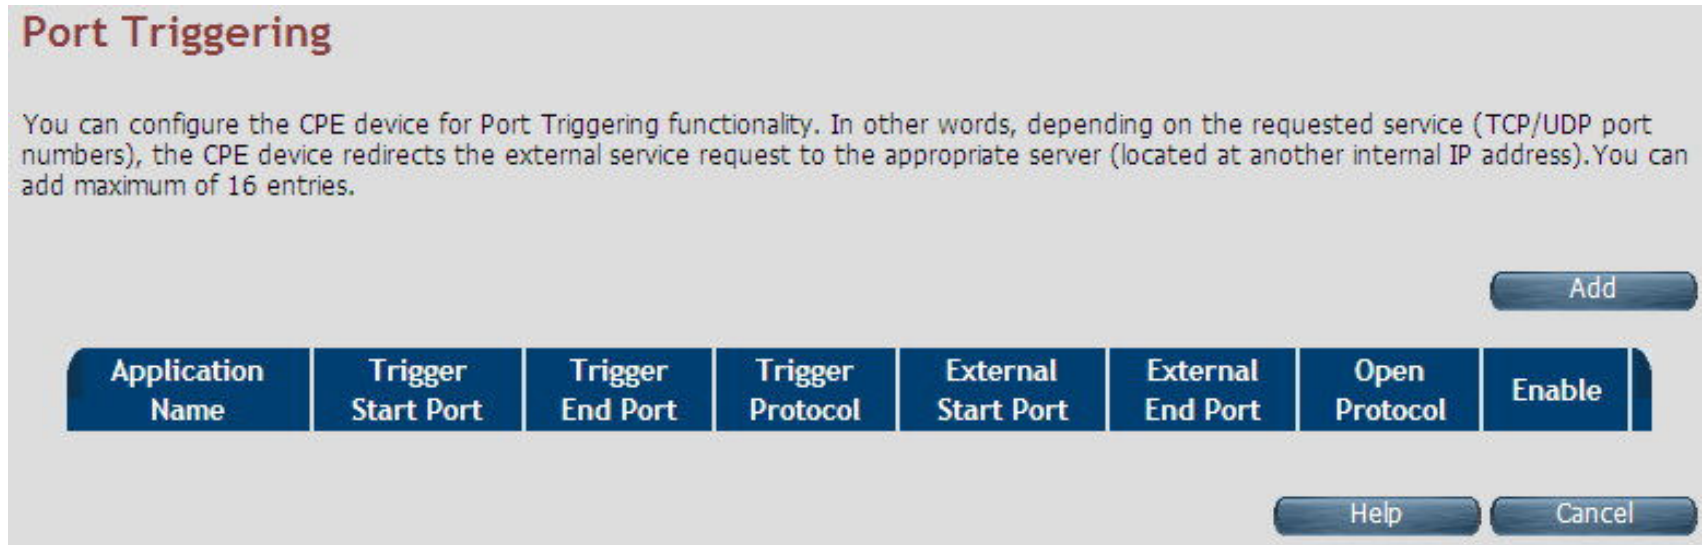 Port Triggering
You can configure the CPE device for Port Triggering functionality. In other words, depending on the requested service (TCP/UDP port
numbers), the CPE device redirects the external service request to the appropriate server (located at another internal IP address).You can
add maximum of 16 entries.
Add
Application Name Trigger Start Port Trigger End Port Trigger Protocol External Start Port External End Port Open Protocol Enable
Help Cancel